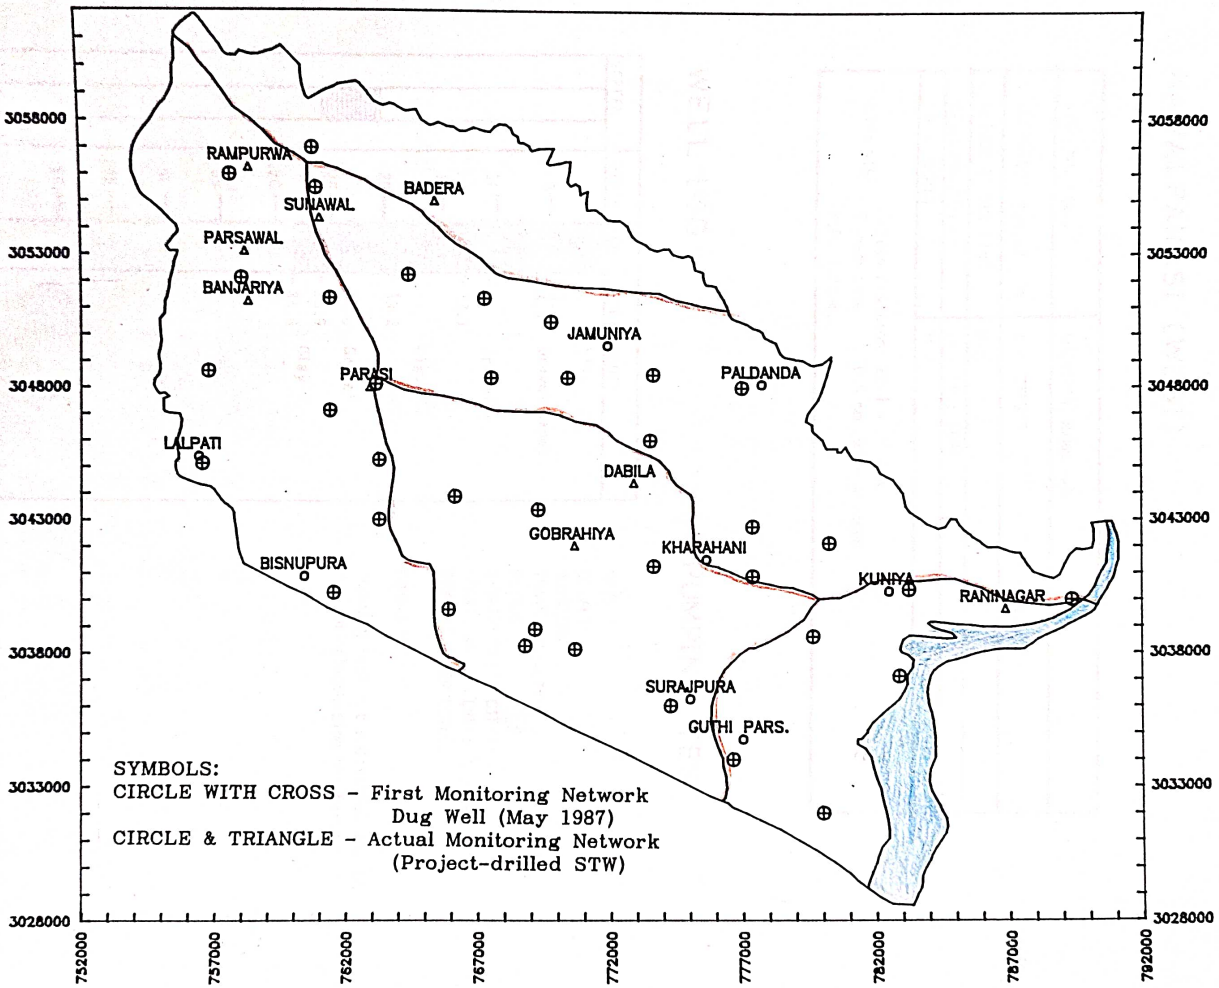 3058000
3058000
RAMPURWA
BADERA
SUNAWAL
PARSAWAL
3053000
3053000
BANJARIYA
JAMUNIYA
PARASI
PALDANDA
3048000
3048000
LALPATI
DABILA
3043000
3043000
GOBRAHIYA
KHARAHANI
BISNUPURA
KUNIYA
RANINAGAR
3038000
3038000
SURAJPURA
GUTHI PARS.
SYMBOLS:
CIRCLE WITH CROSS - First Monitoring Network
Dug Well (May 1987)
CIRCLE & TRIANGLE - Actual Monitoring Network
(Project-drilled STW)
3033000
3033000
3028000
3028000
752000
757000
762000
767000
772000
777000
782000
787000
792000